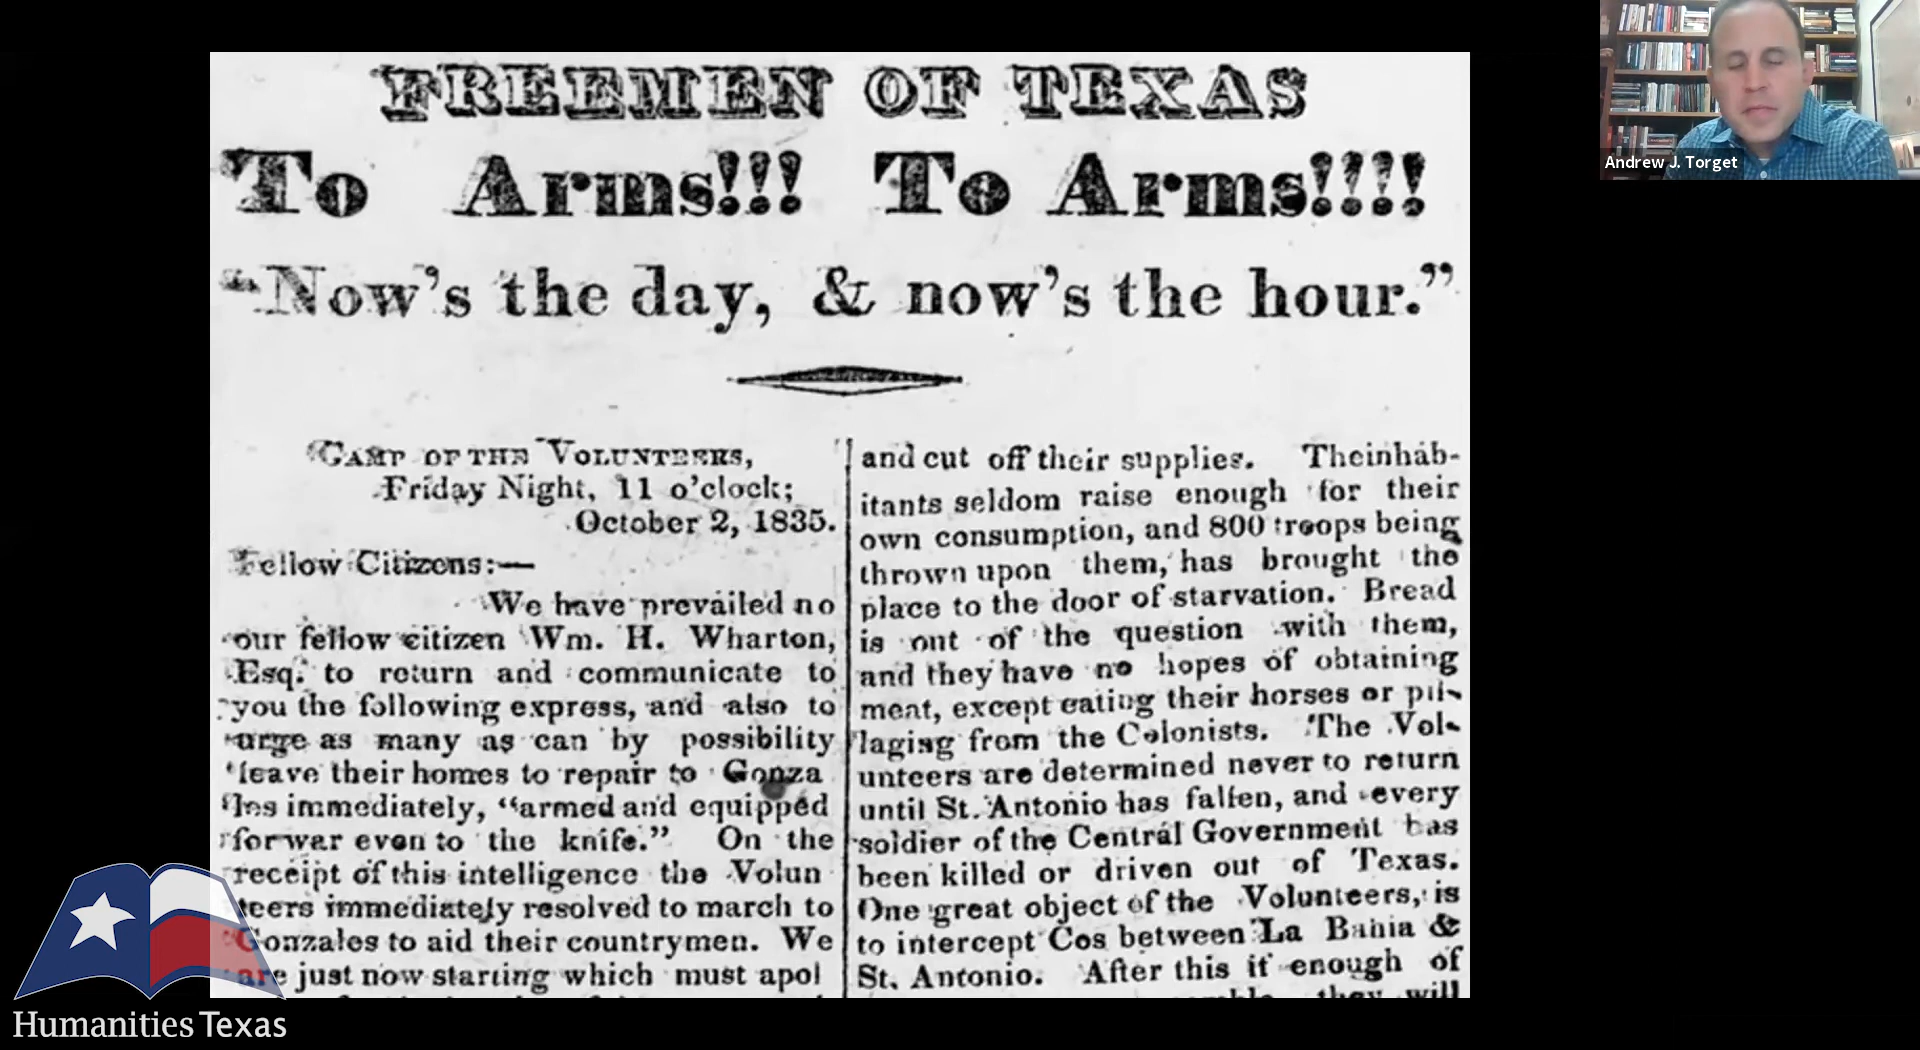 FREEMEN OF TEXAS
To Arms!!! To Arms!!!!
"Now's the day, & now's the hour."
CAMP OF THE VOLUNTEERS,
Friday Night, 11 o'clock;
October 2, 1835.
Fellow Citizens:—
We have prevailed no
our fellow citizen Wm. H. Wharton,
Esq. to return and communicate to
you the following express, and also to
urge as many as can by possibility
leave their homes to repair to Gonza
les immediately, "armed and equipped
for war even to the knife." On the
receipt of this intelligence the Volun
teers immediately resolved to march to
Gonzales to aid their countrymen. We
are just now starting which must apol
and cut off their supplies. Theinhab-
itants seldom raise enough for their
own consumption, and 800 troops being
thrown upon them, has brought the
place to the door of starvation. Bread
is out of the question with them,
and they have no hopes of obtaining
ment, except eating their horses or pil-
laging from the Colonists. The Vol-
unteers are determined never to return
until St. Antonio has fallen, and every
soldier of the Central Government has
been killed or driven out of Texas.
One great object of the Volunteers, is
to intercept Cos between La Bahia &
St. Antonio. After this if enough of
they will
Andrew J. Torget
Humanities Texas